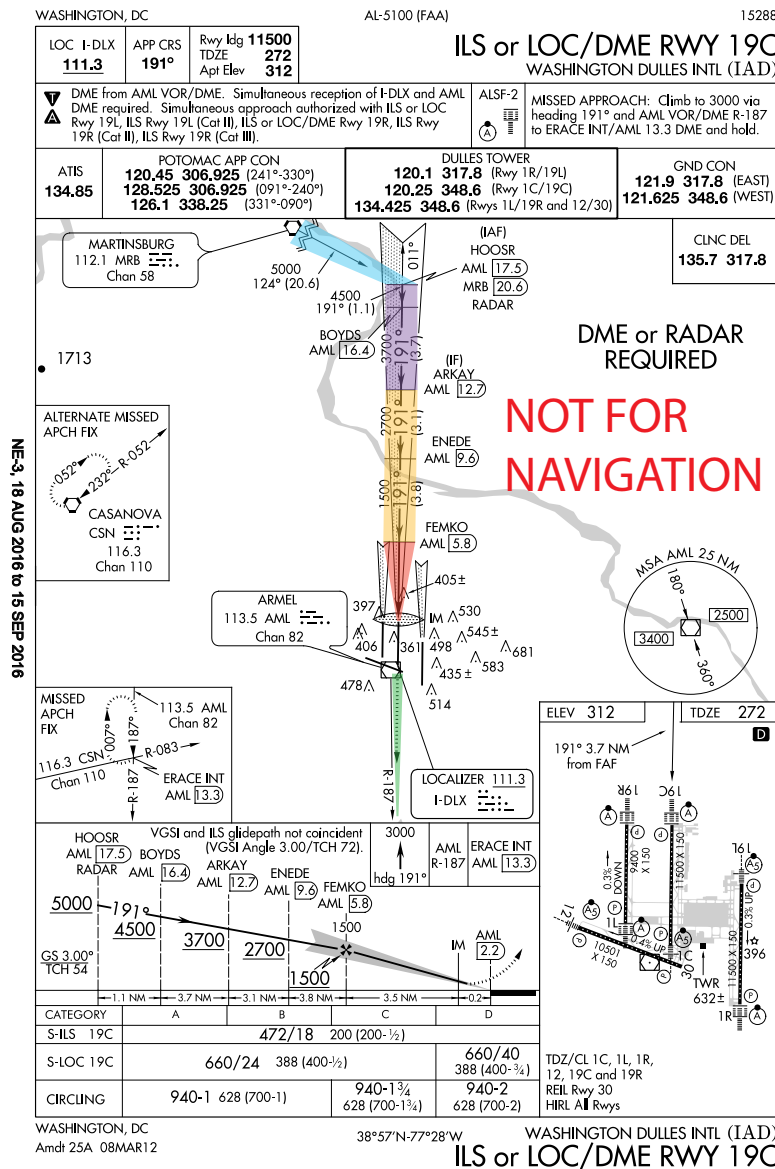 WASHINGTON, DC
AL-5100 (FAA)
15288
LOC I-DLX
111.3
APP CRS
191°
Rwy ldg 11500
TDZE 272
Apt Elev 312
ILS or LOC/DME RWY 19C
WASHINGTON DULLES INTL (IAD)
T
A
DME from AML VOR/DME. Simultaneous reception of I-DLX and AML
DME required. Simultaneous approach authorized with ILS or LOC
Rwy 19L, ILS Rwy 19L (Cat II), ILS or LOC/DME Rwy 19R, ILS Rwy
19R (Cat II), ILS Rwy 19R (Cat III).
ALSF-2
A
MISSED APPROACH: Climb to 3000 via
heading 191° and AML VOR/DME R-187
to ERACE INT/AML 13.3 DME and hold.
ATIS
134.85
POTOMAC APP CON
120.45 306.925 (241°-330°)
128.525 306.925 (091°-240°)
126.1 338.25 (331°-090°)
DULLES TOWER
120.1 317.8 (Rwy 1R/19L)
120.25 348.6 (Rwy 1C/19C)
134.425 348.6 (Rwys 1L/19R and 12/30)
GND CON
121.9 317.8 (EAST)
121.625 348.6 (WEST)
CLNC DEL
135.7 317.8
MARTINSBURG
112.1 MRB
Chan 58
5000
124° (20.6)
011°
(IAF)
HOOSR
AML 17.5
MRB 20.6
RADAR
4500
191° (1.1)
BOYDS
AML 16.4
3700
191°
(3.7)
(IF)
ARKAY
AML 12.7
DME or RADAR
REQUIRED
1713
NOT FOR
NAVIGATION
2700
191°
(3.1)
ENEDE
AML 9.6
1500
191°
(3.8)
FEMKO
AML 5.8
ALTERNATE MISSED
APCH FIX
052°
232°
R-052
CASANOVA
CSN
116.3
Chan 110
NE-3, 18 AUG 2016 to 15 SEP 2016
ARMEL
113.5 AML
Chan 82
405±
397
IM
530
406
361
498
545±
681
435±
583
478
514
MSA AML 25 NM
180°
2500
3400
360°
MISSED
APCH
FIX
113.5 AML
Chan 82
007°
187°
116.3 CSN
Chan 110
R-083
R-187
ERACE INT
AML 13.3
R-187
LOCALIZER 111.3
I-DLX
ELEV 312
TDZE 272
D
191° 3.7 NM
from FAF
19R
19C
19L
A
A
P
P
0.3%
DOWN
9400
X 150
11500 X 150
A5
P
0.3% UP
11500 X 150
12
A5
P
1L
A
P
A5
0.4% UP
1C
10501
X 150
30
P
P
TWR
632±
396
P
1R
A
HOOSR
AML 17.5
RADAR
BOYDS
AML 16.4
ARKAY
AML 12.7
ENEDE
AML 9.6
FEMKO
AML 5.8
VGSI and ILS glidepath not coincident
(VGSI Angle 3.00/TCH 72).
3000
hdg 191°
AML
R-187
ERACE INT
AML 13.3
5000
191°
4500
3700
2700
1500
1500
IM
AML
2.2
GS 3.00°
TCH 54
1.1 NM
3.7 NM
3.1 NM
3.8 NM
3.5 NM
0.2
CATEGORY A B C D
S-ILS 19C 472/18 200 (200-½)
S-LOC 19C 660/24 388 (400-½) 660/40 388 (400-¾)
CIRCLING 940-1 628 (700-1) 940-1¾ 628 (700-1¾) 940-2 628 (700-2)
TDZ/CL 1C, 1L, 1R,
12, 19C and 19R
REIL Rwy 30
HIRL All Rwys
WASHINGTON, DC
Amdt 25A 08MAR12
38°57'N-77°28'W
WASHINGTON DULLES INTL (IAD)
ILS or LOC/DME RWY 19C